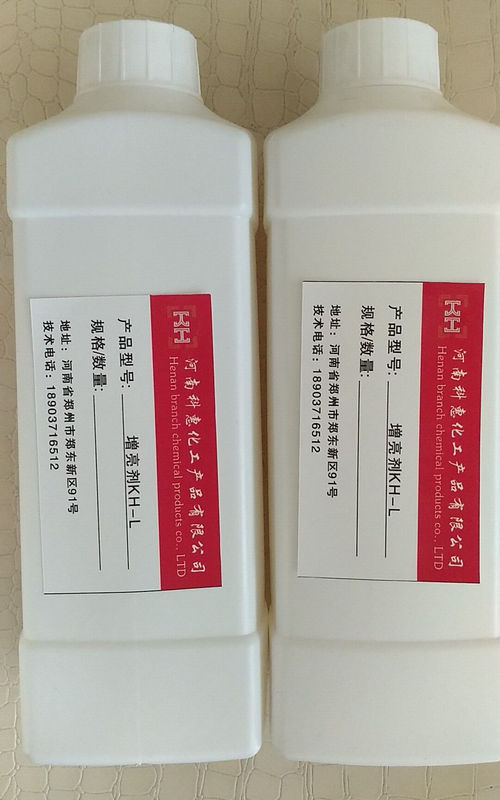 KH
河南科惠化工产品有限公司
Henan branch chemical products co., LTD
产品型号: 增亮剂KH-L
规格/数量:
地址: 河南省郑州市郑东新区91号
技术电话: 18903716512
KH
河南科惠化工产品有限公司
Henan branch chemical products co., LTD
产品型号: 增亮剂KH-L
规格/数量:
地址: 河南省郑州市郑东新区91号
技术电话: 18903716512